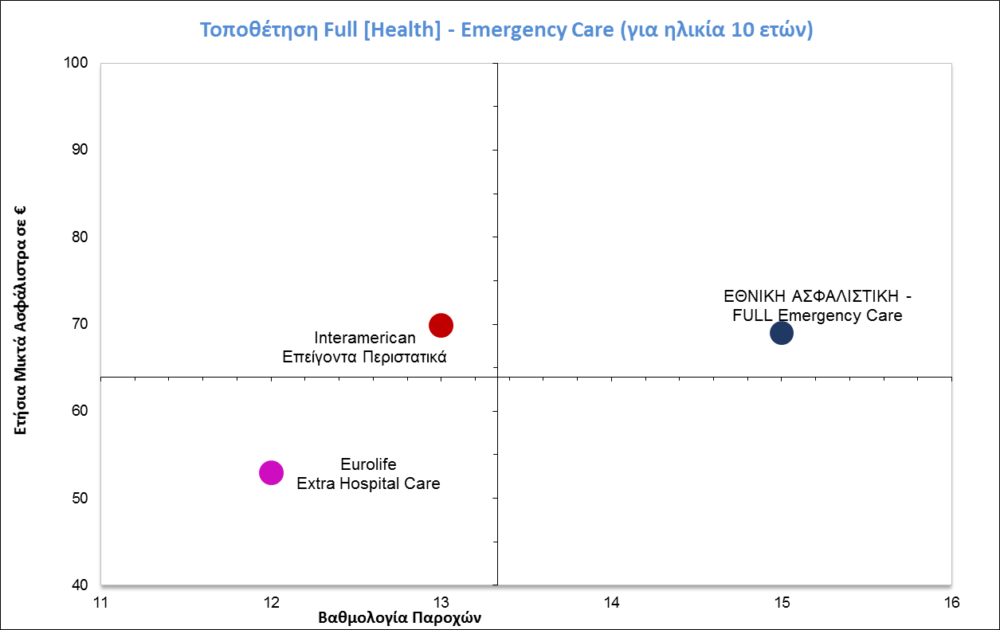 Τοποθέτηση Full [Health] - Emergency Care (για ηλικία 10 ετών)
Ετήσια Μικτά Ασφάλιστρα σε €
100
90
80
70
60
50
40
ΕΘΝΙΚΗ ΑΣΦΑΛΙΣΤΙΚΗ -
FULL Emergency Care
Interamerican
Επείγοντα Περιστατικά
Eurolife
Extra Hospital Care
11
12
13
14
15
16
Βαθμολογία Παροχών